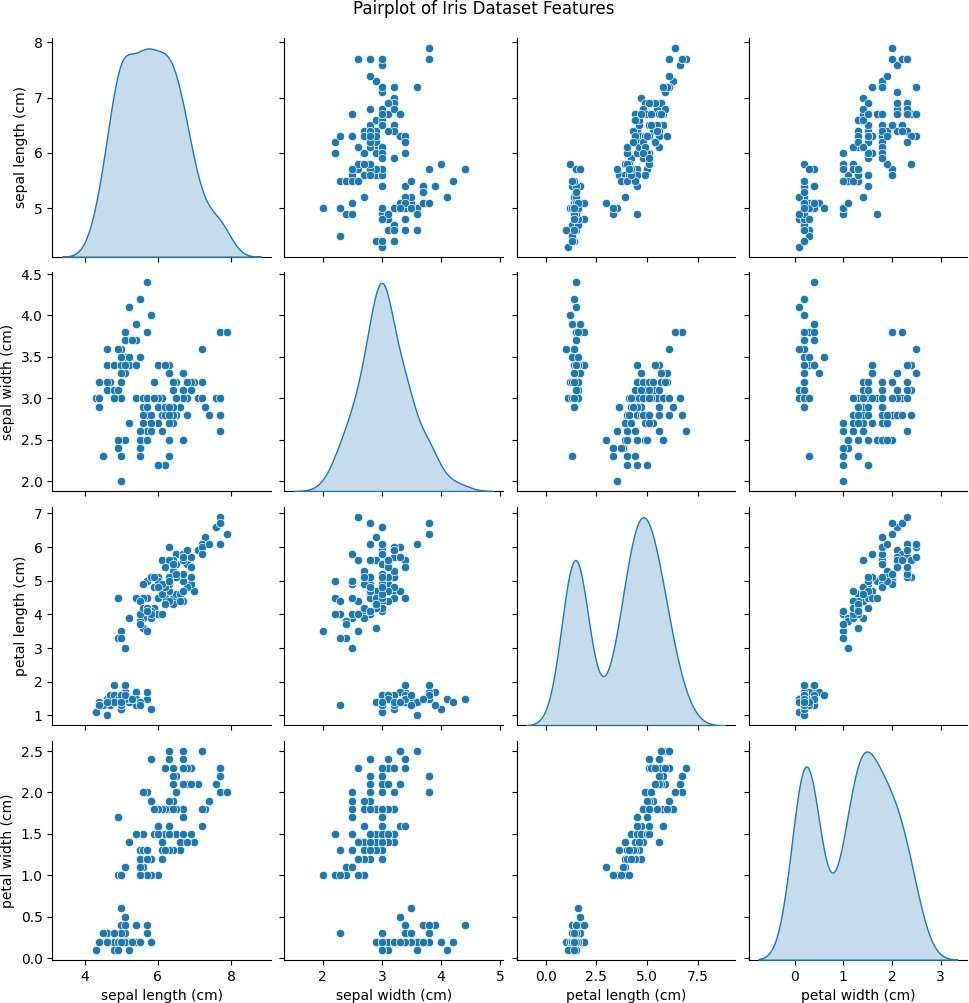 Pairplot of Iris Dataset Features
8
7
6
5
sepal length (cm)
4.5
4.0
3.5
3.0
2.5
2.0
sepal width (cm)
7
6
5
4
3
2
1
petal length (cm)
2.5
2.0
1.5
1.0
0.5
0.0
petal width (cm)
4 6 8
sepal length (cm)
2 3 4 5
sepal width (cm)
0.0 2.5 5.0 7.5
petal length (cm)
0 1 2 3
petal width (cm)